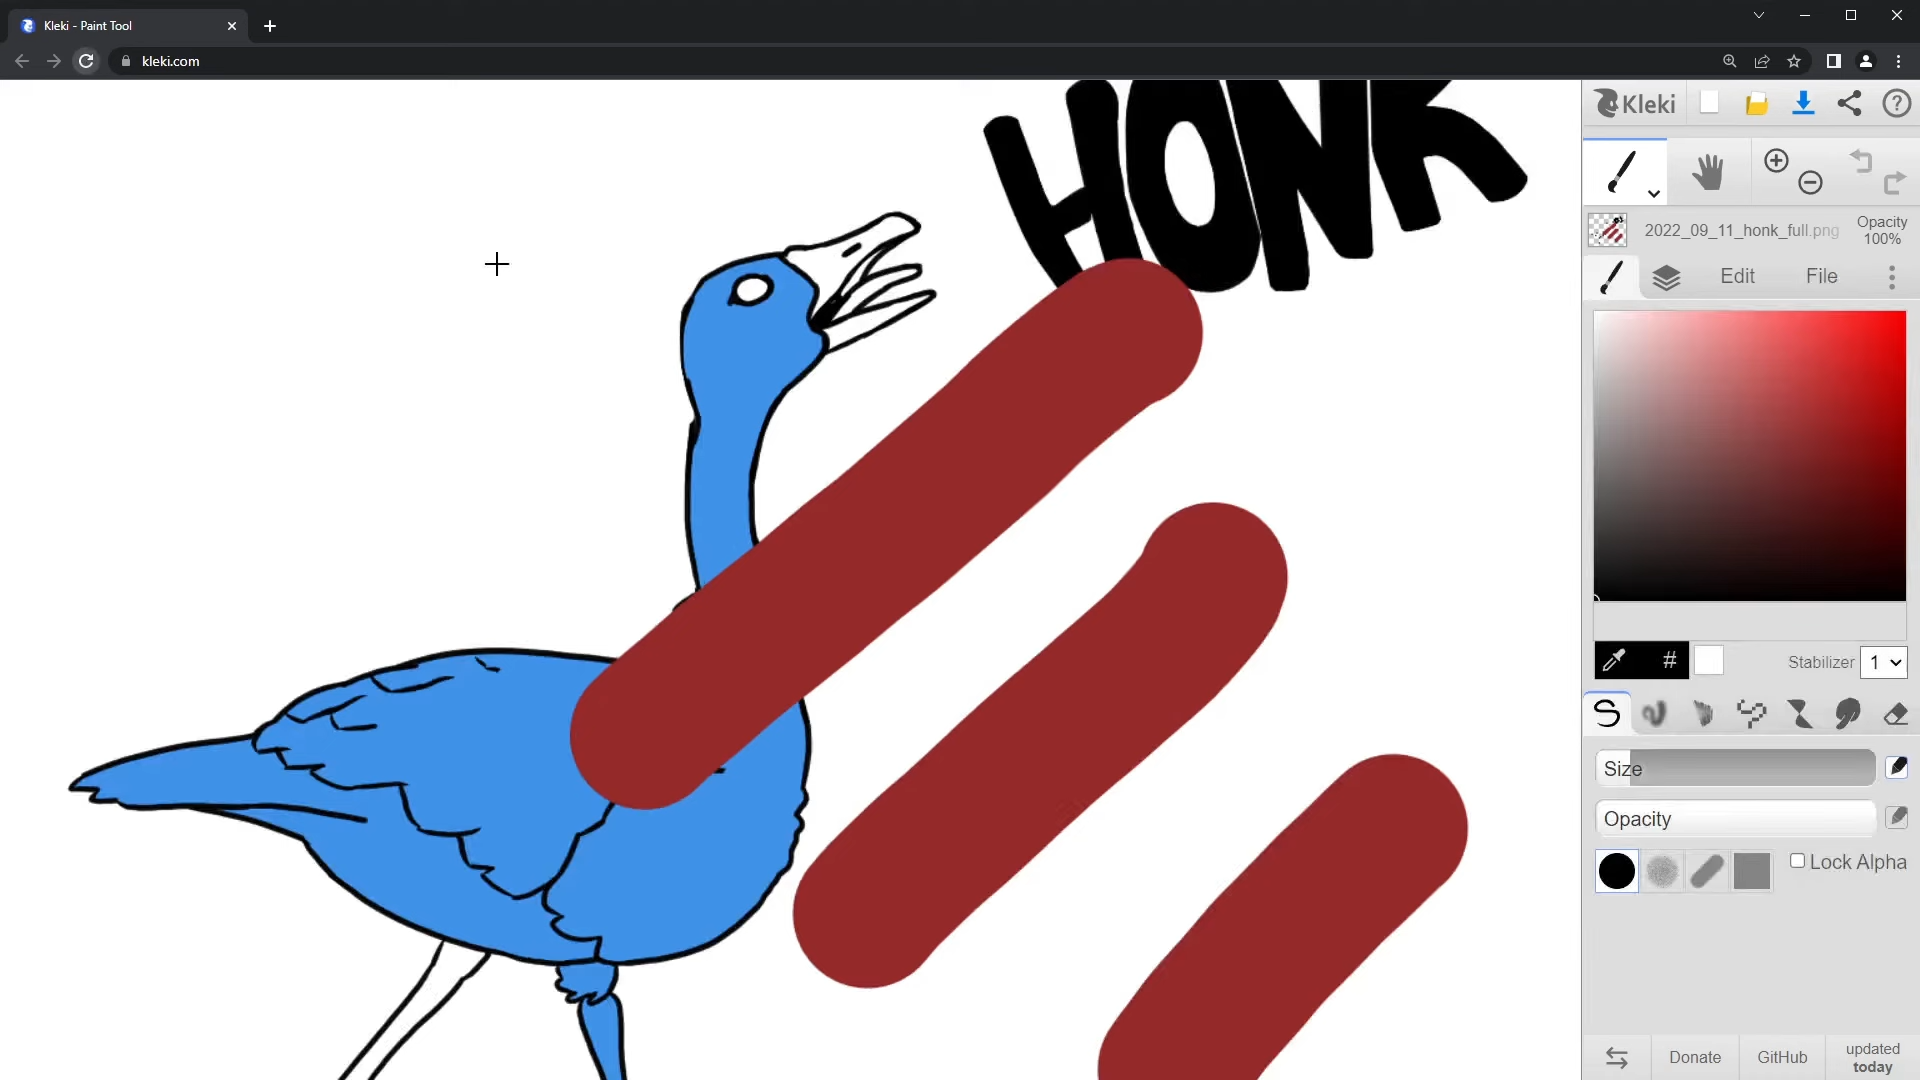 Kleki - Paint Tool
kleki.com
HONK
Kleki
2022_09_11_honk_full.png
Opacity
100%
Edit
File
#
Stabilizer 1
Size
Opacity
Lock Alpha
Donate
GitHub
updated
today